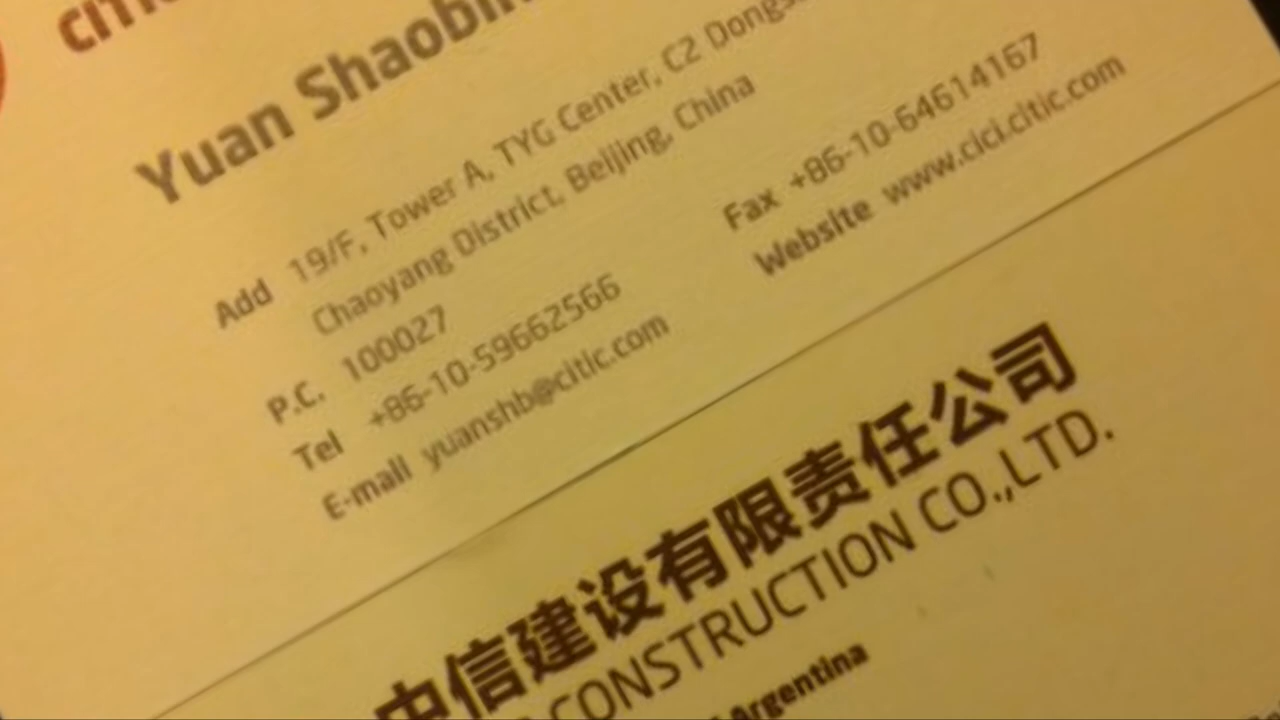 Yuan
Add 19/F, Tower A, TYG Center, C2
Chaoyang District, Beijing, China
P.C. 100027
Tel +86-10-59662566
Fax +86-10-64614167
E-mail yuanshb@citic.com
Website www.cici.citic.com
中信建设有限责任公司
CONSTRUCTION CO.,LTD.
Argentina